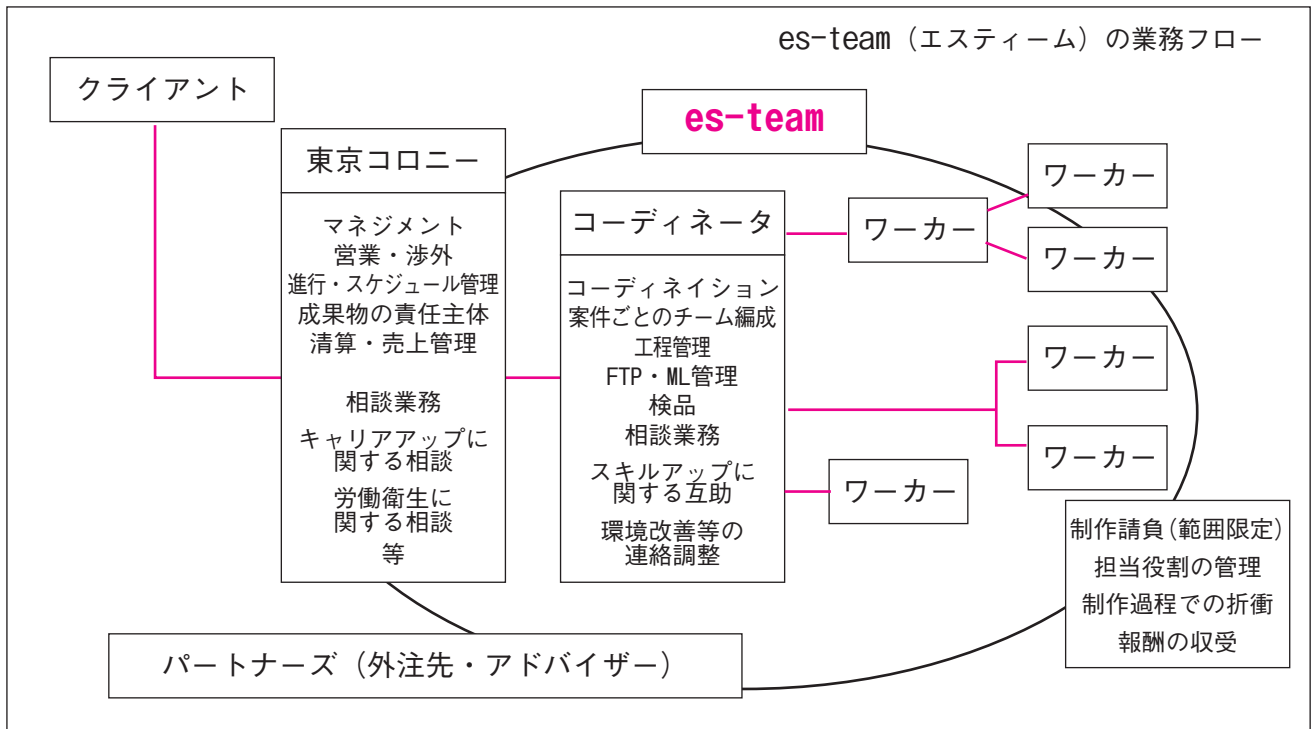 es-team（エスティーム）の業務フロー
クライアント
es-team
東京コロニー
マネジメント
営業・渉外
進行・スケジュール管理
成果物の責任主体
清算・売上管理
相談業務
キャリアアップに
関する相談
労働衛生に
関する相談
等
コーディネータ
コーディネイション
案件ごとのチーム編成
工程管理
FTP・ML管理
検品
相談業務
スキルアップに
関する互助
環境改善等の
連絡調整
ワーカー
ワーカー
ワーカー
ワーカー
ワーカー
ワーカー
制作請負（範囲限定）
担当役割の管理
制作過程での折衝
報酬の収受
パートナーズ（外注先・アドバイザー）